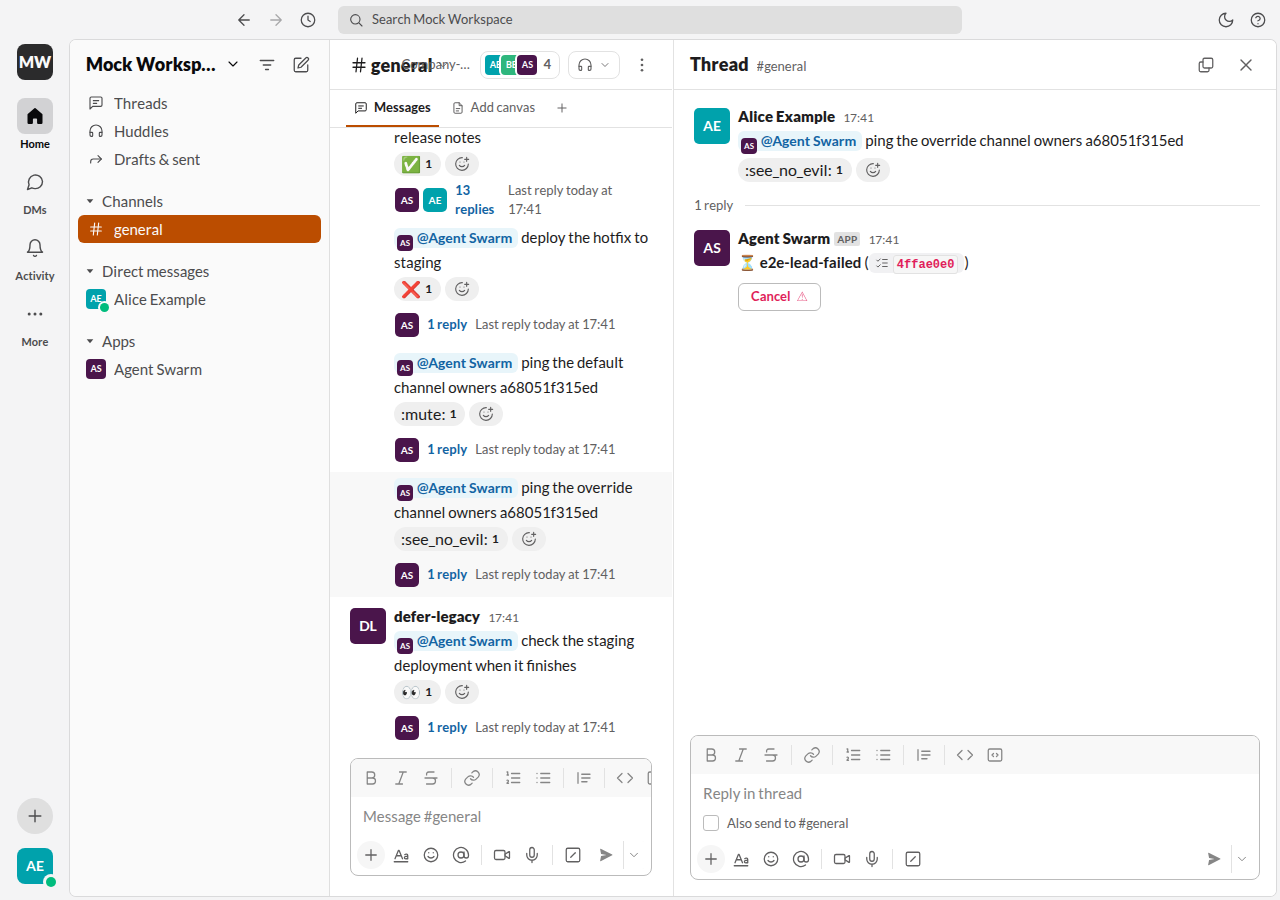 Search Mock Workspace
MW
Home
DMs
Activity
More
AE
Mock Worksp...
Threads
Huddles
Drafts & sent
Channels
general
Direct messages
AE Alice Example
Apps
AS Agent Swarm
# general
Company-...
AE BE AS 4
Messages
Add canvas
release notes
✅ 1
AS AE 13 replies Last reply today at 17:41
AS @Agent Swarm deploy the hotfix to
staging
❌ 1
AS 1 reply Last reply today at 17:41
AS @Agent Swarm ping the default
channel owners a68051f315ed
:mute: 1
AS 1 reply Last reply today at 17:41
AS @Agent Swarm ping the override
channel owners a68051f315ed
:see_no_evil: 1
AS 1 reply Last reply today at 17:41
DL defer-legacy 17:41
AS @Agent Swarm check the staging
deployment when it finishes
👀 1
AS 1 reply Last reply today at 17:41
Message #general
Aa
Thread #general
AE Alice Example 17:41
AS @Agent Swarm ping the override channel owners a68051f315ed
:see_no_evil: 1
1 reply
AS Agent Swarm APP 17:41
⏳ e2e-lead-failed ( 4ffae0e0 )
Cancel ⚠
Reply in thread
Also send to #general
Aa